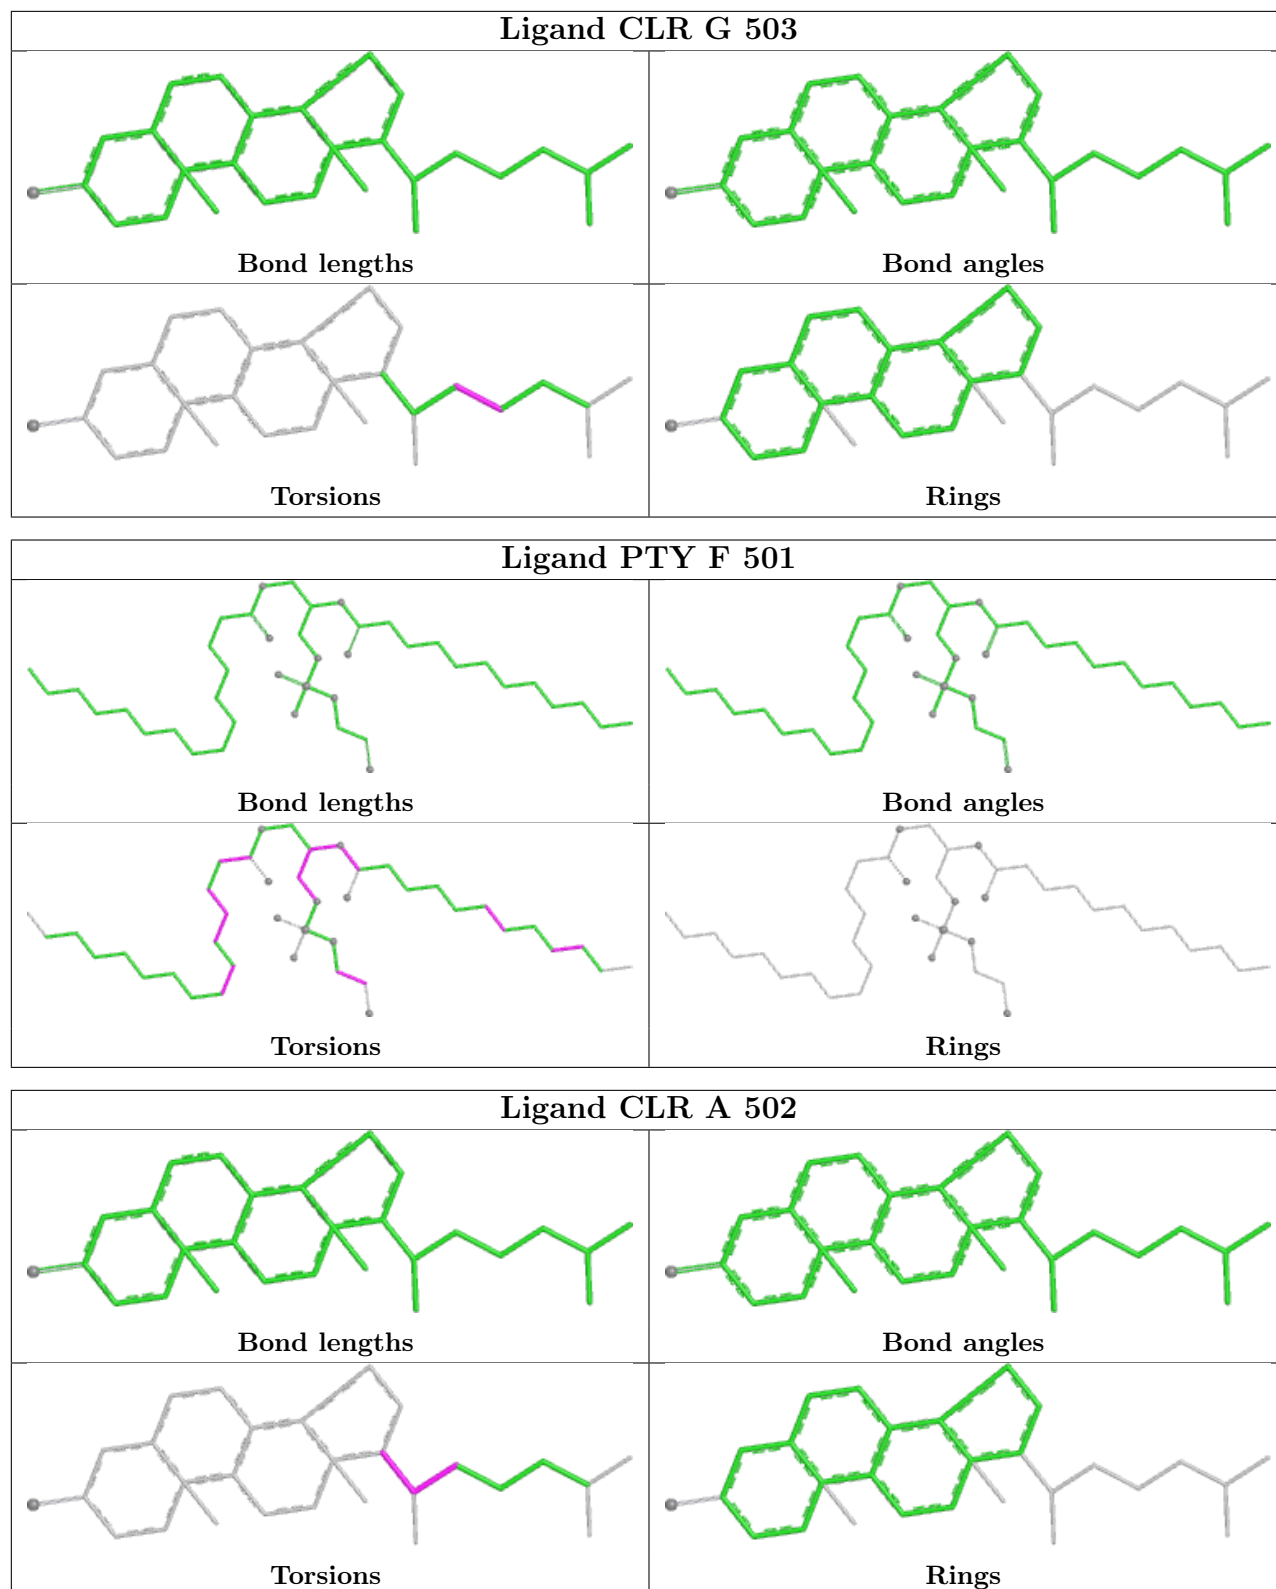 Ligand CLR G 503
Bond lengths
Bond angles
Torsions
Rings
Ligand PTY F 501
Bond lengths
Bond angles
Torsions
Rings
Ligand CLR A 502
Bond lengths
Bond angles
Torsions
Rings